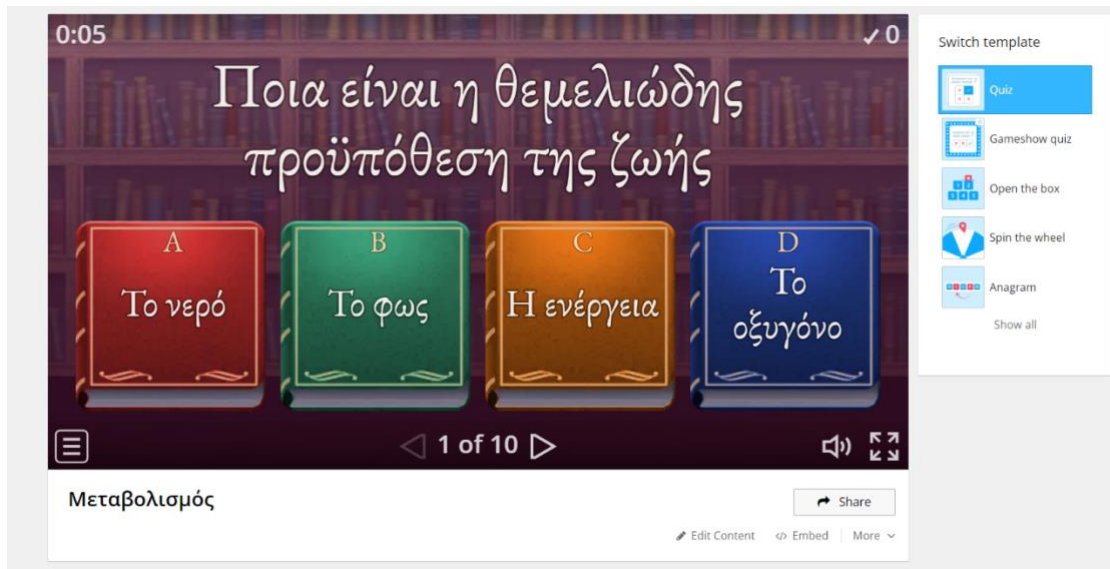 0:05
✓ 0
Ποια είναι η θεμελιώδης
προϋπόθεση της ζωής
A
Το νερό
B
Το φως
C
Η ενέργεια
D
Το
οξυγόνο
1 of 10
Μεταβολισμός
Share
Edit Content
Embed
More
Switch template
Quiz
Gameshow quiz
Open the box
Spin the wheel
Anagram
Show all